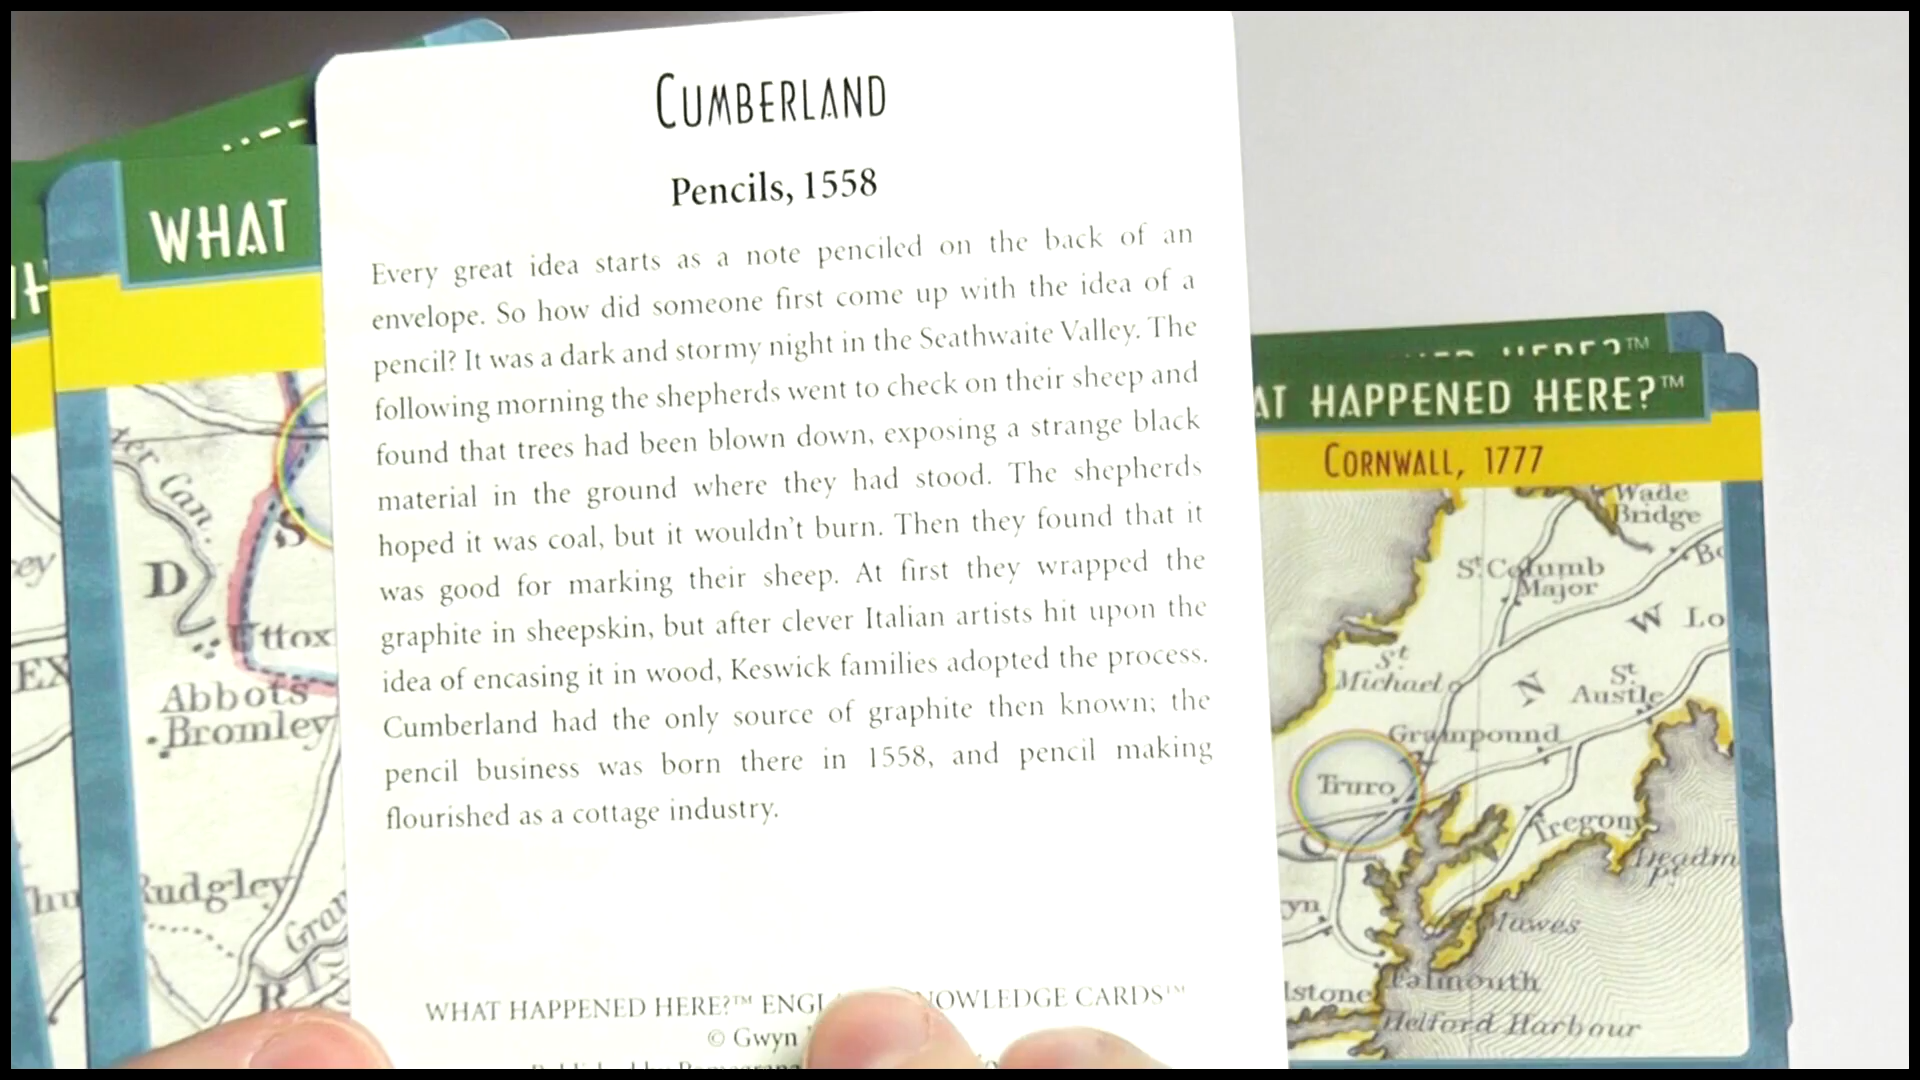 CUMBERLAND
Pencils, 1558
Every great idea starts as a note penciled on the back of an
envelope. So how did someone first come up with the idea of a
pencil? It was a dark and stormy night in the Seathwaite Valley. The
following morning the shepherds went to check on their sheep and
found that trees had been blown down, exposing a strange black
material in the ground where they had stood. The shepherds
hoped it was coal, but it wouldn't burn. Then they found that it
was good for marking their sheep. At first they wrapped the
graphite in sheepskin, but after clever Italian artists hit upon the
idea of encasing it in wood, Keswick families adopted the process.
Cumberland had the only source of graphite then known; the
pencil business was born there in 1558, and pencil making
flourished as a cottage industry.
WHAT HAPPENED HERE?™ KNOWLEDGE CARDS™
© Gwyn
WHAT
D
S
Abbots
Bromley
Rudgley
HERE?™
HAPPENED HERE?™
CORNWALL, 1777
Wade
Bridge
St. Columb
Major
W
Lo
St.
Michael
N
St.
Austle
Grampound
Truro
Tregony
Mawes
Falmouth
Helford Harbour